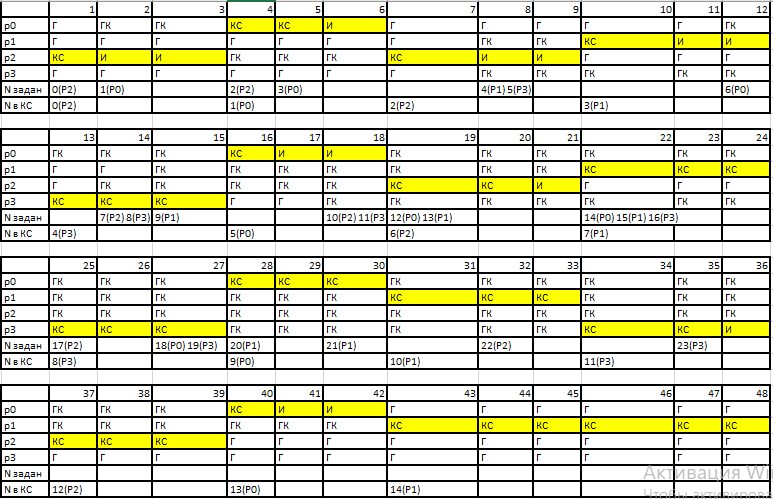 1 2 3 4 5 6 7 8 9 10 11 12
p0 Г ГК ГК КС КС И Г Г Г Г Г ГК
p1 Г Г Г Г Г Г Г ГК ГК КС И И
p2 КС И И ГК ГК ГК КС И И Г Г Г
p3 Г Г Г Г Г Г Г ГК ГК ГК ГК ГК
N задан 0(P2) 1(P0) 2(P2) 3(P0) 4(P1) 5(P3) 6(P0)
N в КС 0(P2) 1(P0) 2(P2) 3(P1)
13 14 15 16 17 18 19 20 21 22 23 24
p0 ГК ГК ГК КС И И ГК ГК ГК ГК ГК ГК
p1 Г Г ГК ГК ГК ГК ГК ГК ГК КС КС КС
p2 Г ГК ГК ГК ГК ГК КС КС И Г Г Г
p3 КС КС КС Г Г ГК ГК ГК ГК ГК ГК ГК
N задан 7(P2) 8(P3) 9(P1) 10(P2) 11(P3 12(P0) 13(P1) 14(P0) 15(P1) 16(P3)
N в КС 4(P3) 5(P0) 6(P2) 7(P1)
25 26 27 28 29 30 31 32 33 34 35 36
p0 ГК ГК ГК КС КС КС ГК ГК ГК ГК ГК ГК
p1 ГК ГК ГК ГК ГК ГК КС КС КС ГК ГК ГК
p2 ГК ГК ГК ГК ГК ГК ГК ГК ГК ГК ГК ГК
p3 КС КС КС ГК ГК ГК ГК ГК ГК КС КС И
N задан 17(P2) 18(P0) 19(P3) 20(P1) 21(P1) 22(P2) 23(P3)
N в КС 8(P3) 9(P0) 10(P1) 11(P3)
37 38 39 40 41 42 43 44 45 46 47 48
p0 ГК ГК ГК КС И И Г Г Г Г Г Г
p1 ГК ГК ГК ГК ГК ГК КС КС КС КС КС КС
p2 КС КС КС Г Г Г Г Г Г Г Г Г
p3 Г Г Г Г Г Г Г Г Г Г Г Г
N задан
N в КС 12(P2) 13(P0) 14(P1)
Активация Wi
Чтобы активирова